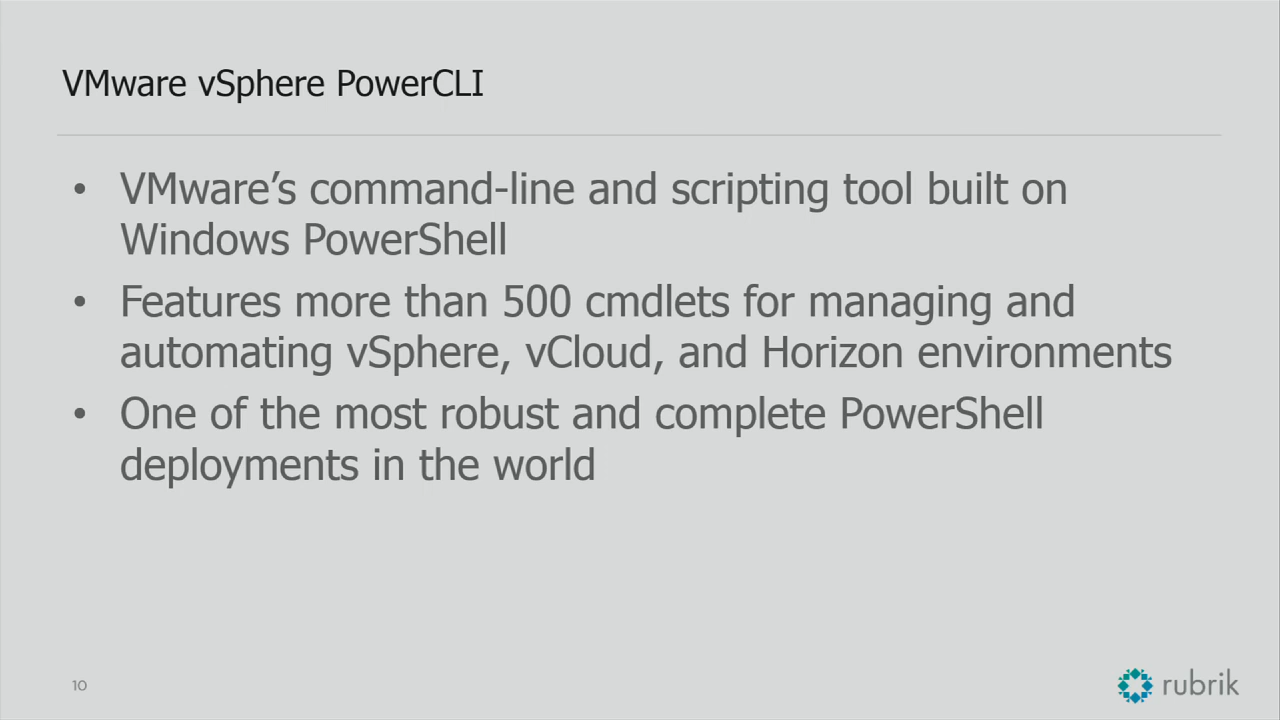 VMware vSphere PowerCLI
• VMware’s command-line and scripting tool built on
Windows PowerShell
• Features more than 500 cmdlets for managing and
automating vSphere, vCloud, and Horizon environments
• One of the most robust and complete PowerShell
deployments in the world
10
rubrik